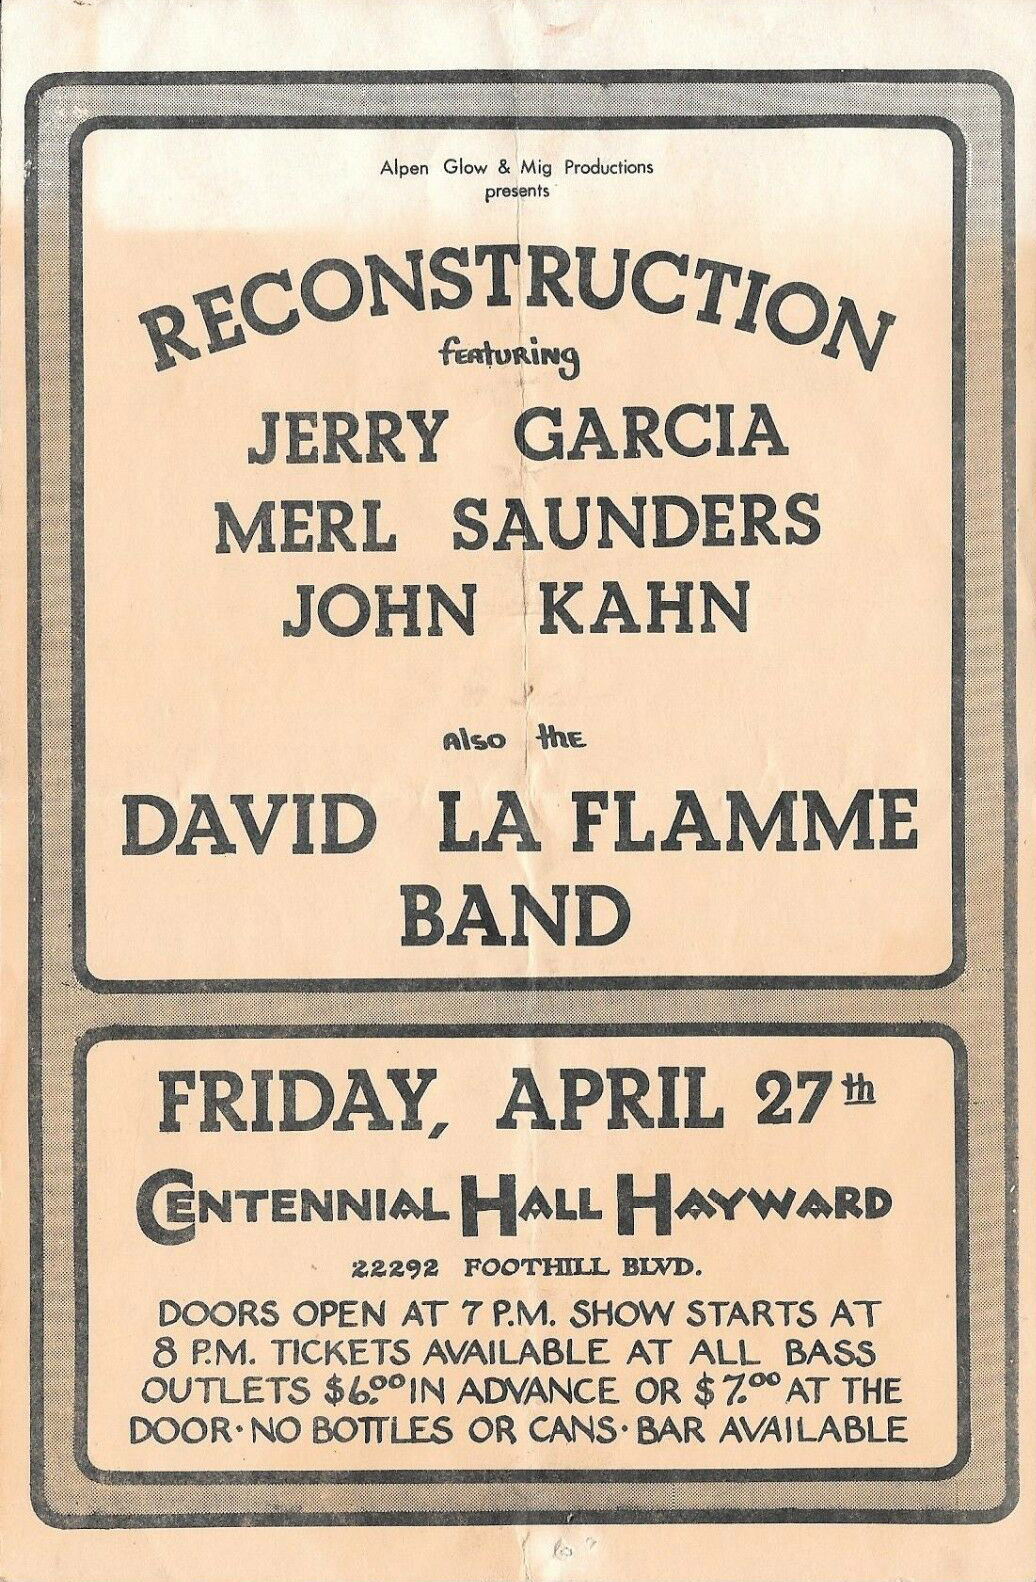 Alpen Glow & Mig Productions
presents
RECONSTRUCTION
featuring
JERRY GARCIA
MERL SAUNDERS
JOHN KAHN
also the
DAVID LA FLAMME
BAND
FRIDAY, APRIL 27th
CENTENNIAL HALL HAYWARD
22292 FOOTHILL BLVD.
DOORS OPEN AT 7 P.M. SHOW STARTS AT
8 P.M. TICKETS AVAILABLE AT ALL BASS
OUTLETS $6.00 IN ADVANCE OR $7.00 AT THE
DOOR · NO BOTTLES OR CANS · BAR AVAILABLE